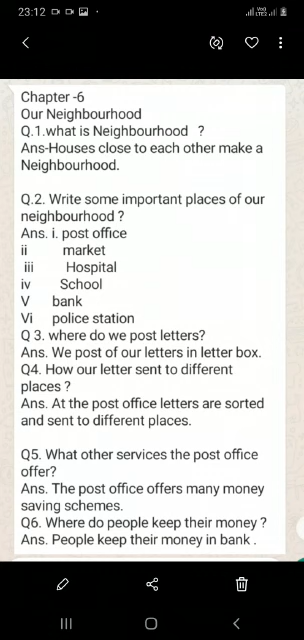 23:12
Chapter -6
Our Neighbourhood
Q.1.what is Neighbourhood ?
Ans-Houses close to each other make a
Neighbourhood.
Q.2. Write some important places of our
neighbourhood ?
Ans. i. post office
ii market
iii Hospital
iv School
V bank
Vi police station
Q 3. where do we post letters?
Ans. We post of our letters in letter box.
Q4. How our letter sent to different
places ?
Ans. At the post office letters are sorted
and sent to different places.
Q5. What other services the post office
offer?
Ans. The post office offers many money
saving schemes.
Q6. Where do people keep their money ?
Ans. People keep their money in bank .